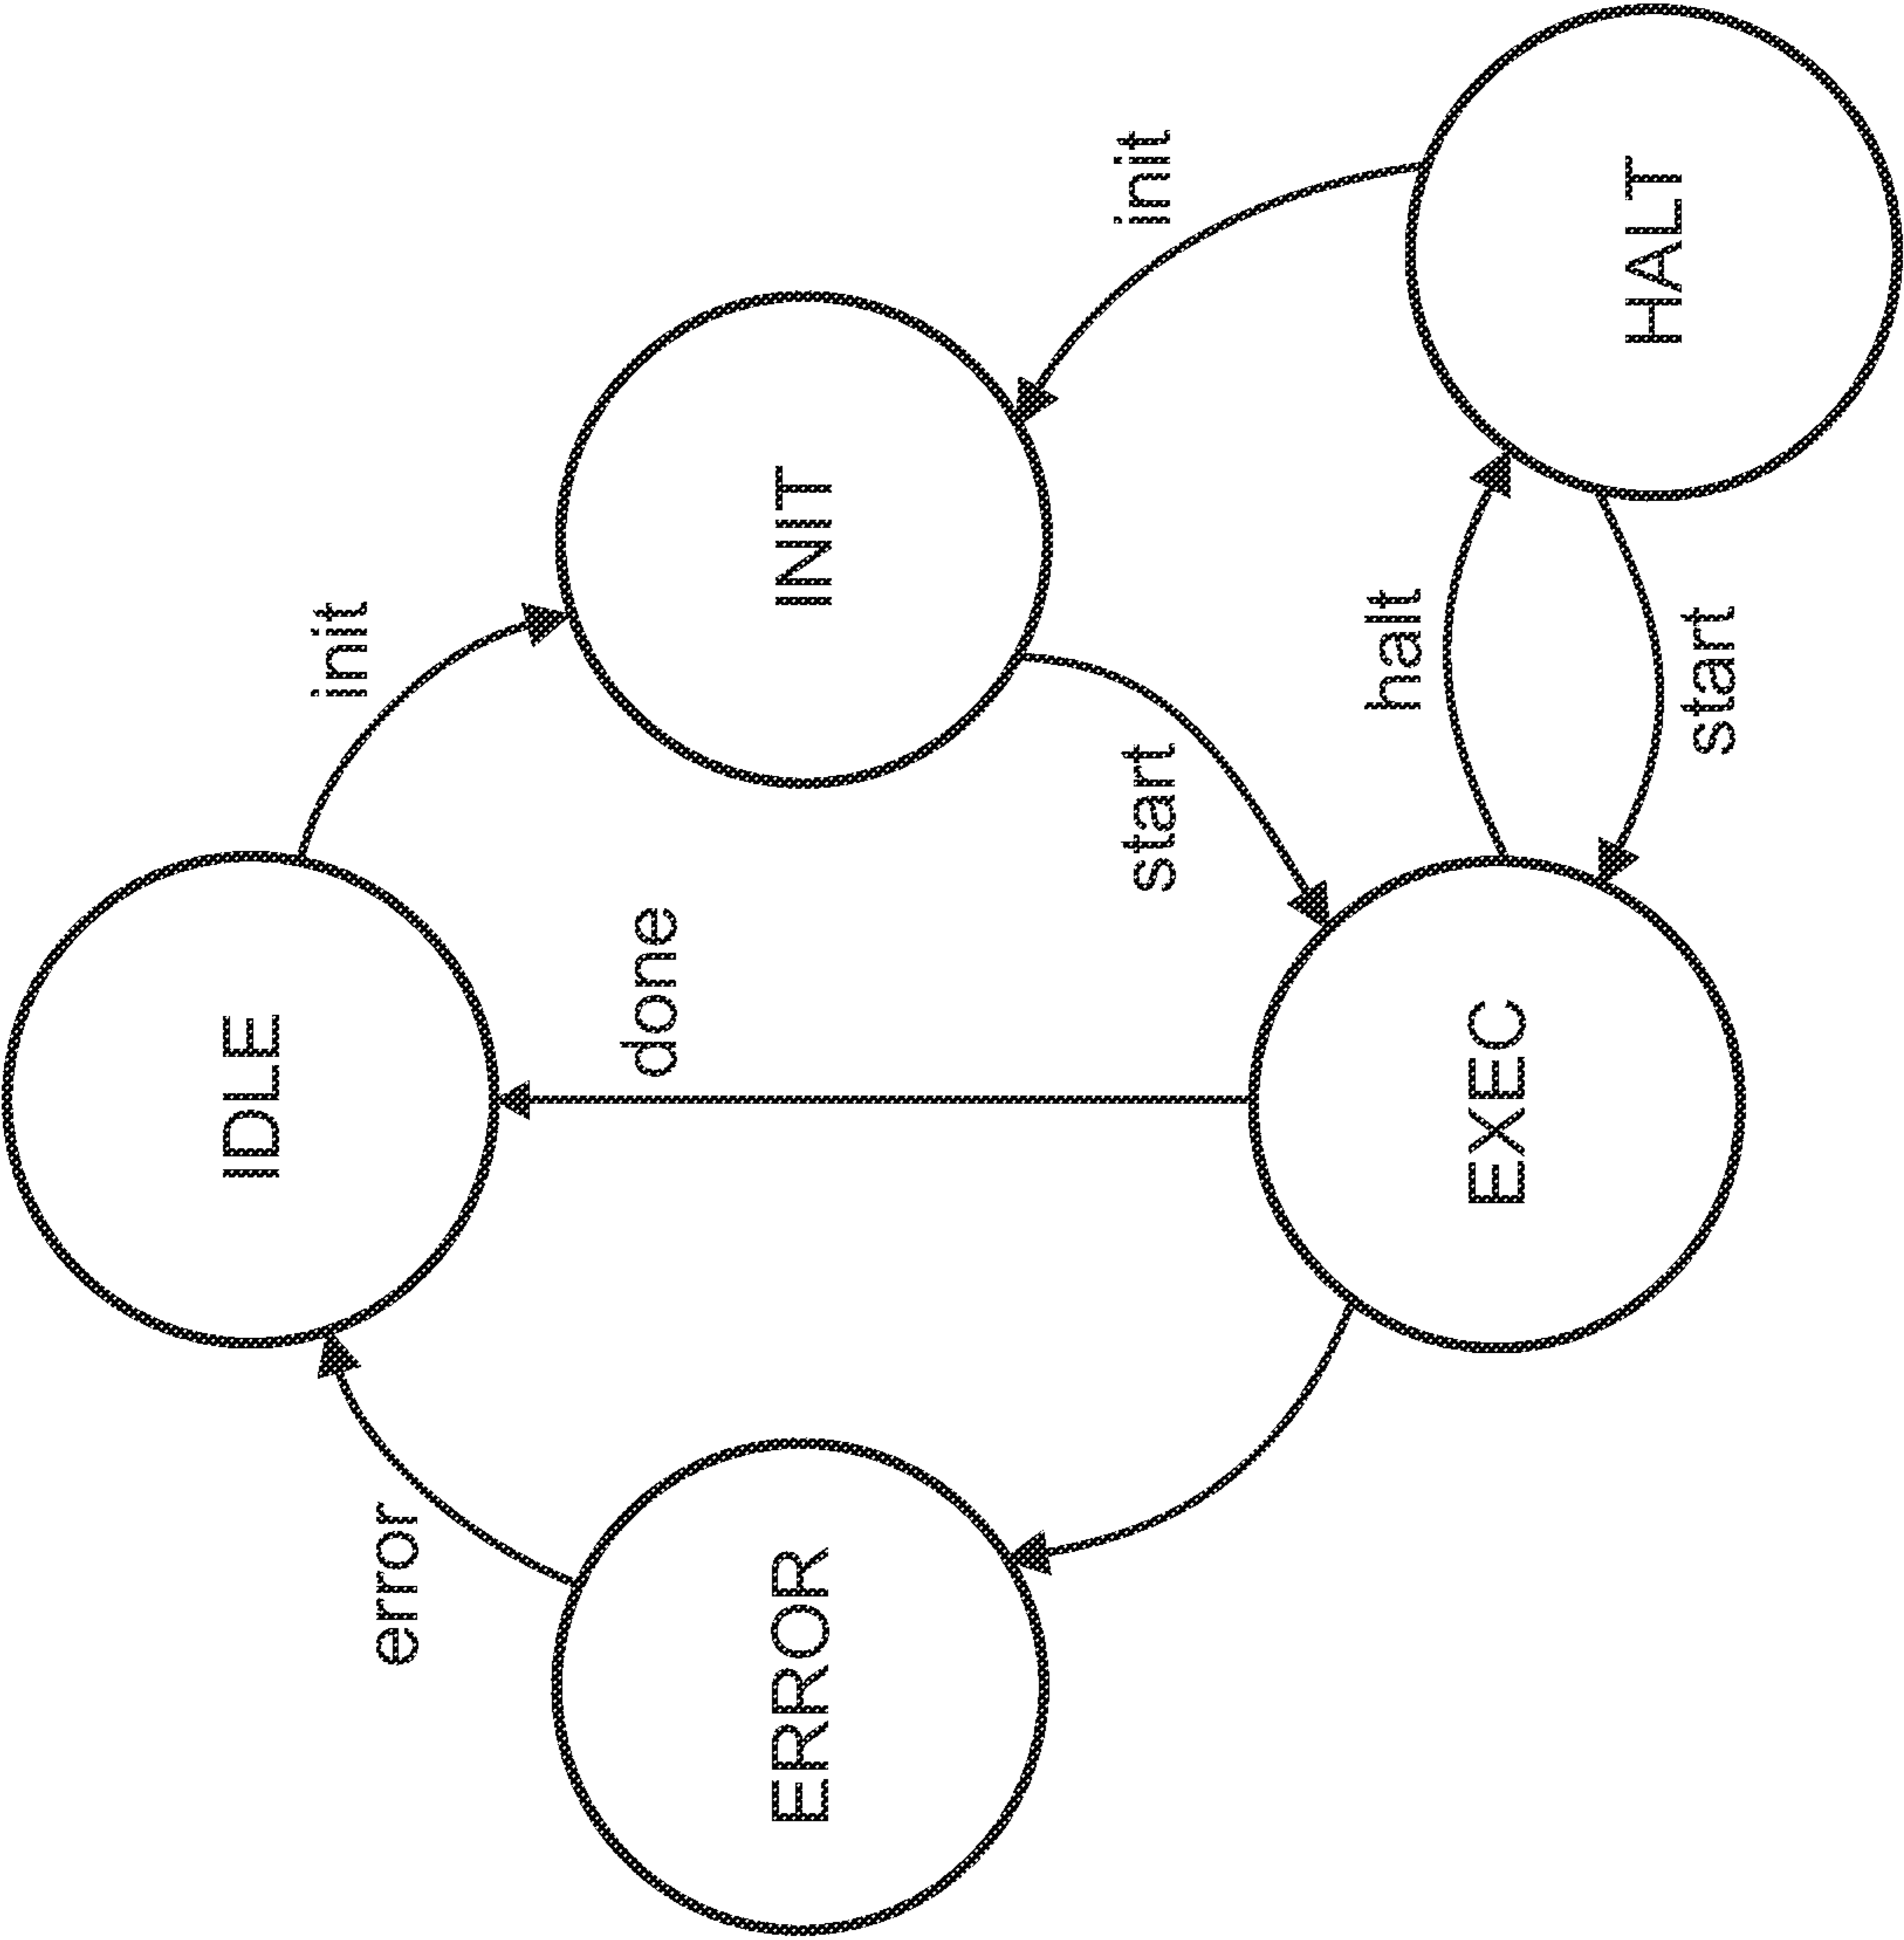 IDLE
error
init
ERROR
done
INIT
start
init
EXEC
halt
start
HALT